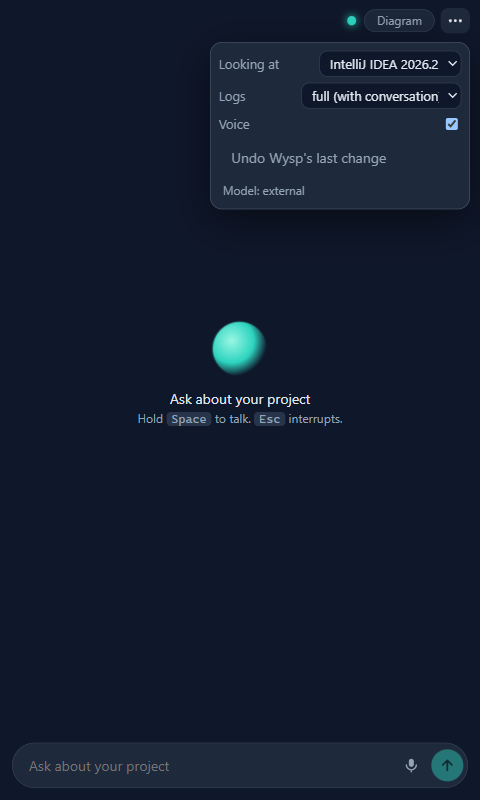 Diagram
Looking at
IntelliJ IDEA 2026.2
Logs
full (with conversation
Voice
Undo Wysp's last change
Model: external
Ask about your project
Hold Space to talk. Esc interrupts.
Ask about your project